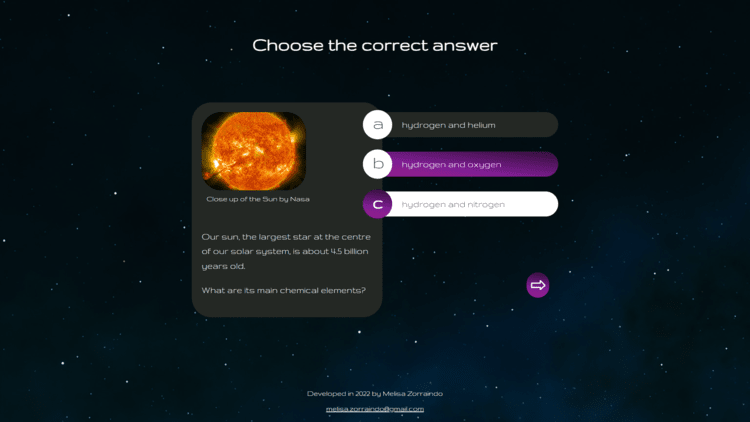 Choose the correct answer
Close up of the Sun by Nasa
Our sun, the largest star at the centre
of our solar system, is about 4.5 billion
years old.
What are its main chemical elements?
a hydrogen and helium
b hydrogen and oxygen
c hydrogen and nitrogen
Developed in 2022 by Melisa Zorraindo
melisa.zorraindo@gmail.com